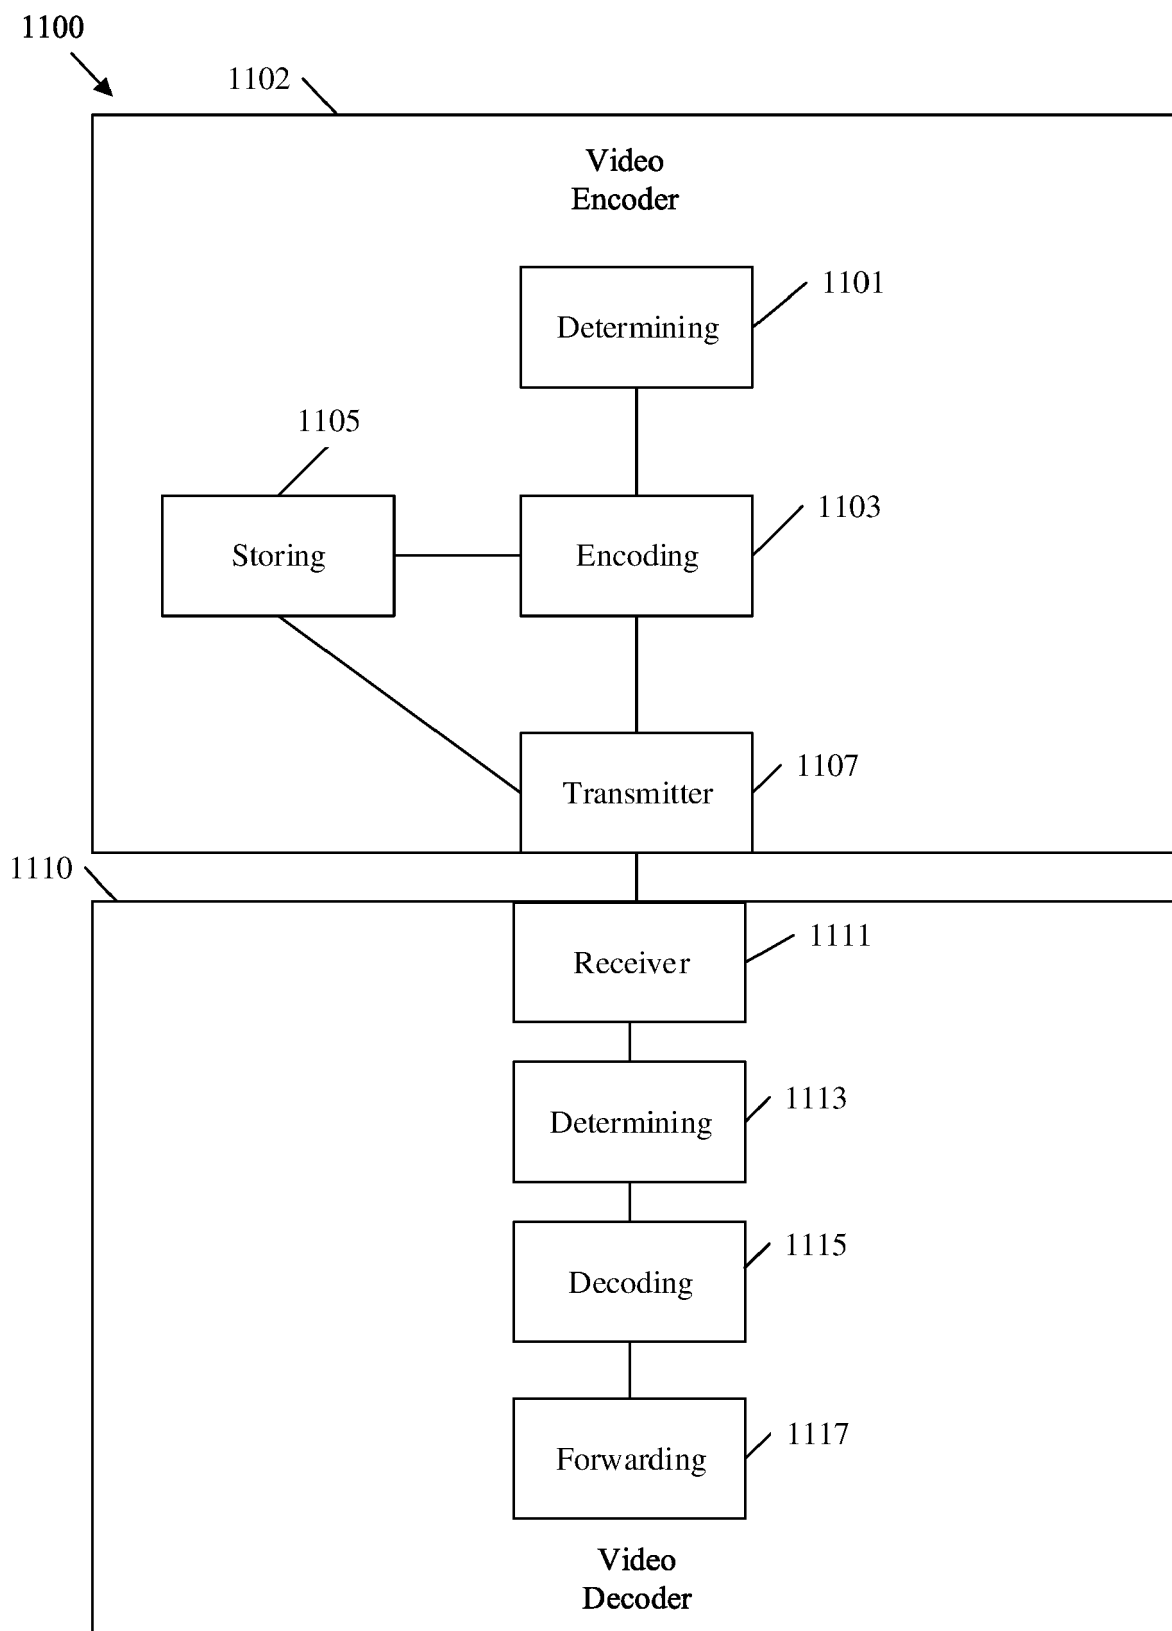 1100
1102
Video
Encoder
1101
Determining
1105
1103
Storing
Encoding
1107
Transmitter
1110
1111
Receiver
1113
Determining
1115
Decoding
1117
Forwarding
Video
Decoder